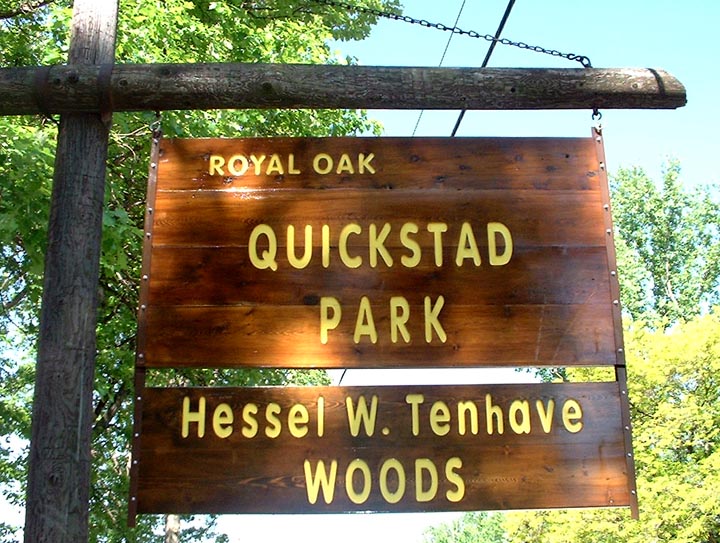 ROYAL OAK
QUICKSTAD
PARK
Hessel W. Tenhave
WOODS